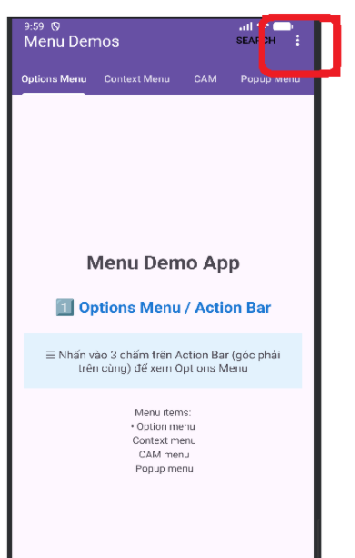 9:59
Menu Demos
SEARCH
Options Menu Context Menu CAM Popup Menu
Menu Demo App
1 Options Menu / Action Bar
☰ Nhấn vào 3 chấm trên Action Bar (góc phải
trên cùng) để xem Options Menu
Menu items:
• Option menu
Context menu
CAM menu
Popup menu